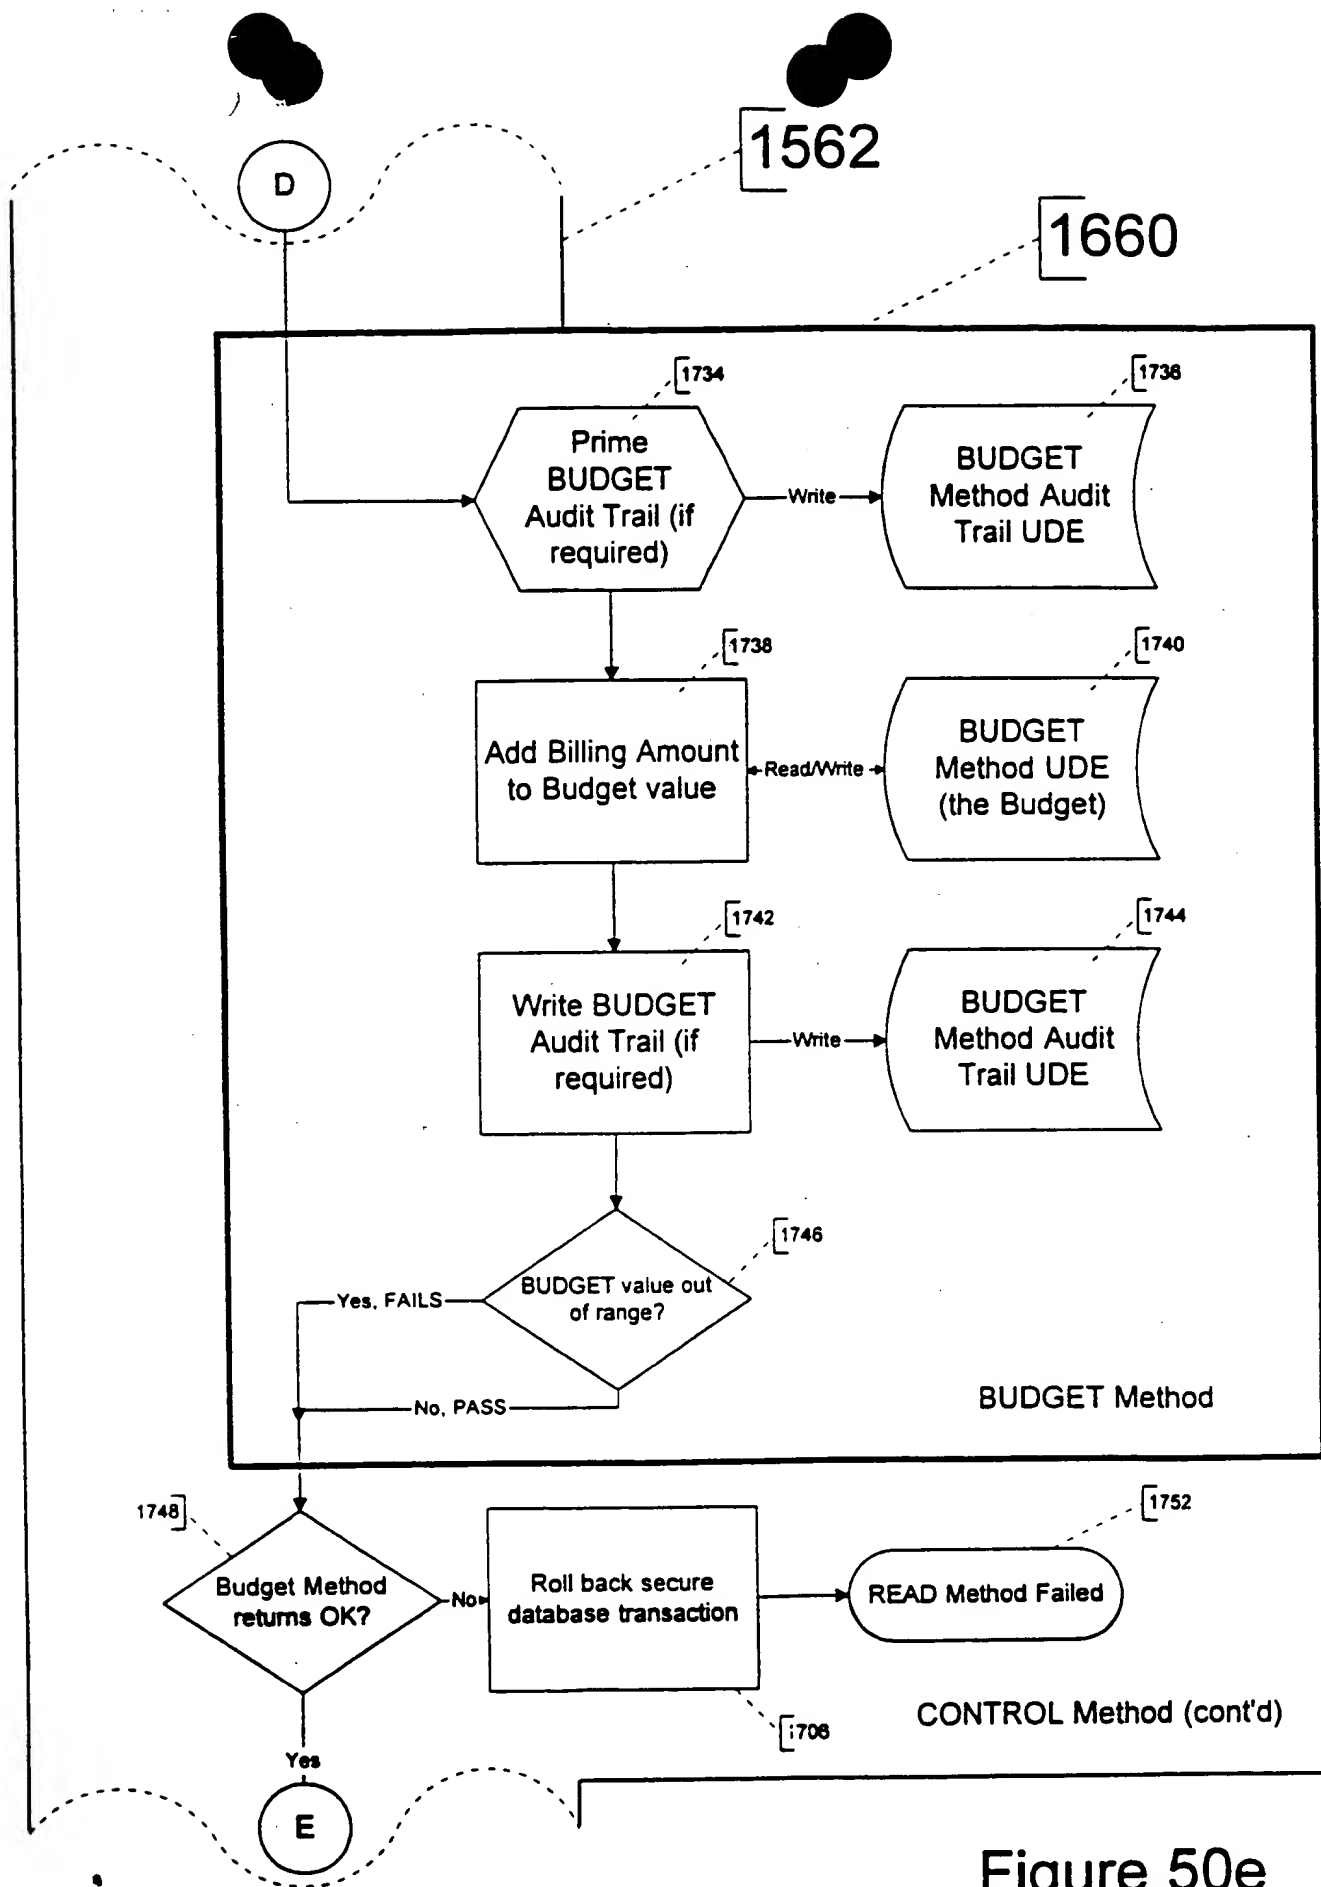 1562
D
1660
1734
1736
Prime
BUDGET
Audit Trail (if
required)
Write
BUDGET
Method Audit
Trail UDE
1738
1740
Add Billing Amount
to Budget value
Read/Write
BUDGET
Method UDE
(the Budget)
1742
1744
Write BUDGET
Audit Trail (if
required)
Write
BUDGET
Method Audit
Trail UDE
1746
BUDGET value out
of range?
Yes, FAILS
No, PASS
BUDGET Method
1748
1752
Budget Method
returns OK?
No
Roll back secure
database transaction
READ Method Failed
1706
CONTROL Method (cont'd)
Yes
E
Figure 50e